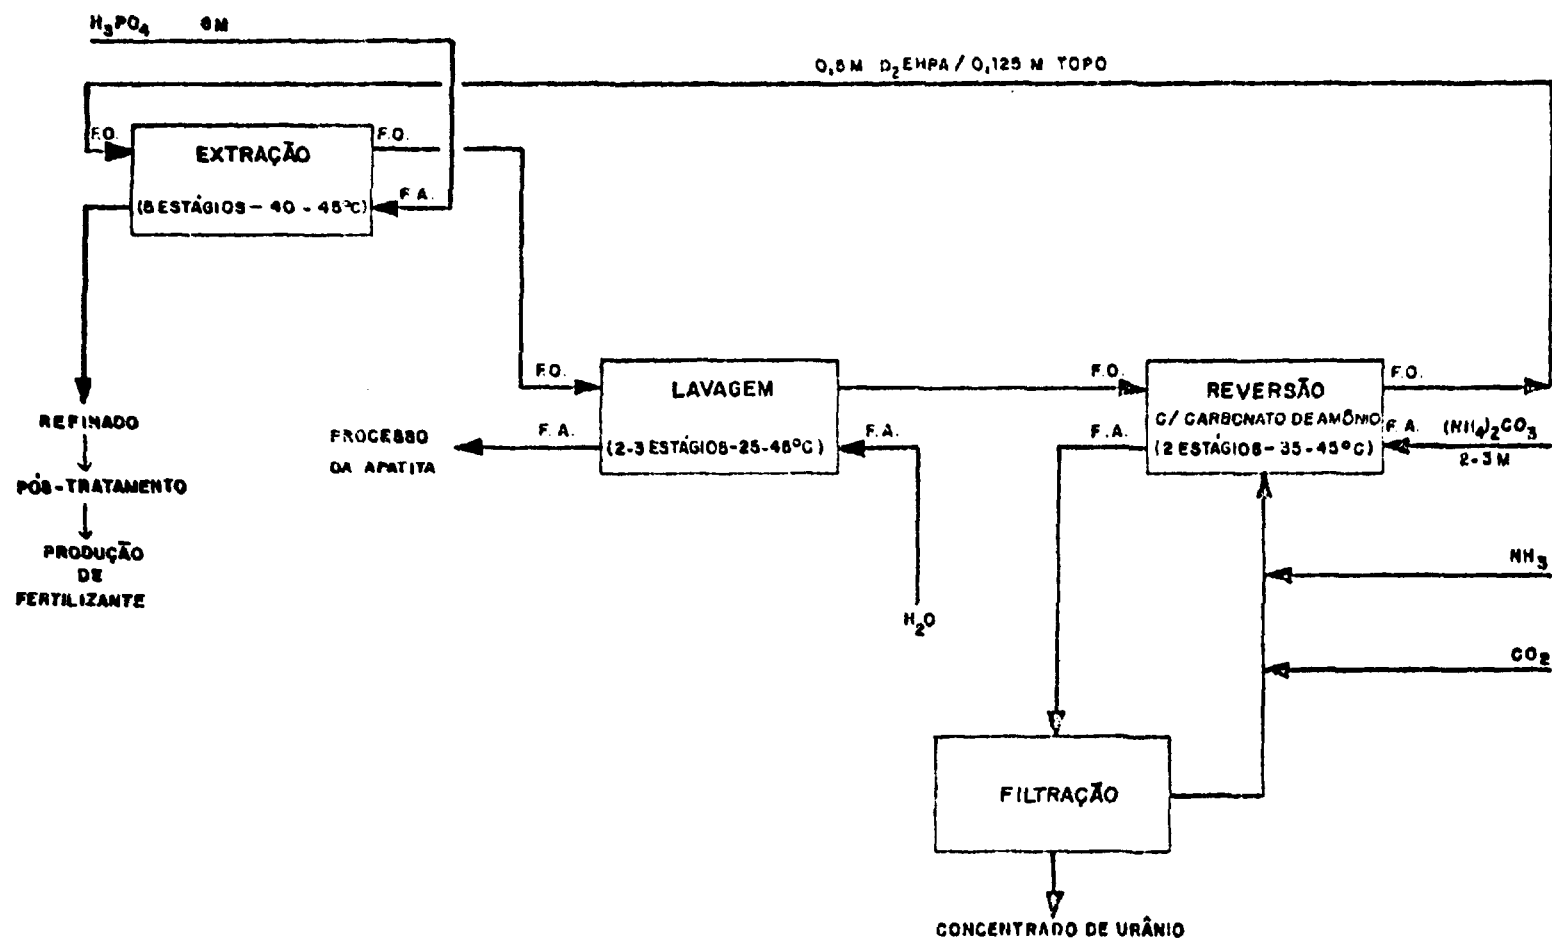 H3PO4 6M
0,5M D2EHPA / 0,125 M TOPO
F.O.
EXTRAÇÃO
F.O.
(5 ESTÁGIOS - 40 - 45°C)
F.A.
F.O.
LAVAGEM
F.O.
REVERSÃO
F.O.
C/ CARBONATO DE AMÔNIO
REFINADO
PROCESSO
DA APATITA
F.A.
(2-3 ESTÁGIOS-25-45°C)
F.A.
F.A.
(2 ESTÁGIOS-35-45°C)
F.A.
(NH4)2CO3
2-3M
PÓS-TRATAMENTO
PRODUÇÃO
DE
FERTILIZANTE
H2O
NH3
CO2
FILTRAÇÃO
CONCENTRADO DE URÂNIO